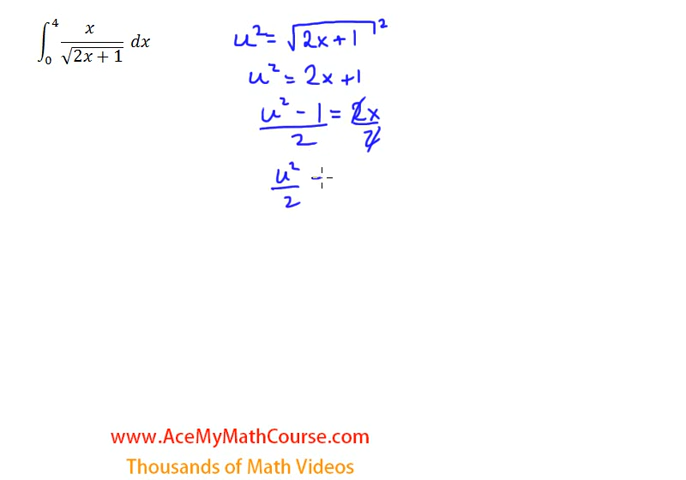 ∫₀⁴ x/√(2x + 1) dx
u² = √(2x + 1)²
u² = 2x + 1
(u² − 1)/2 = 2x/2
u²/2 −
www.AceMyMathCourse.com
Thousands of Math Videos